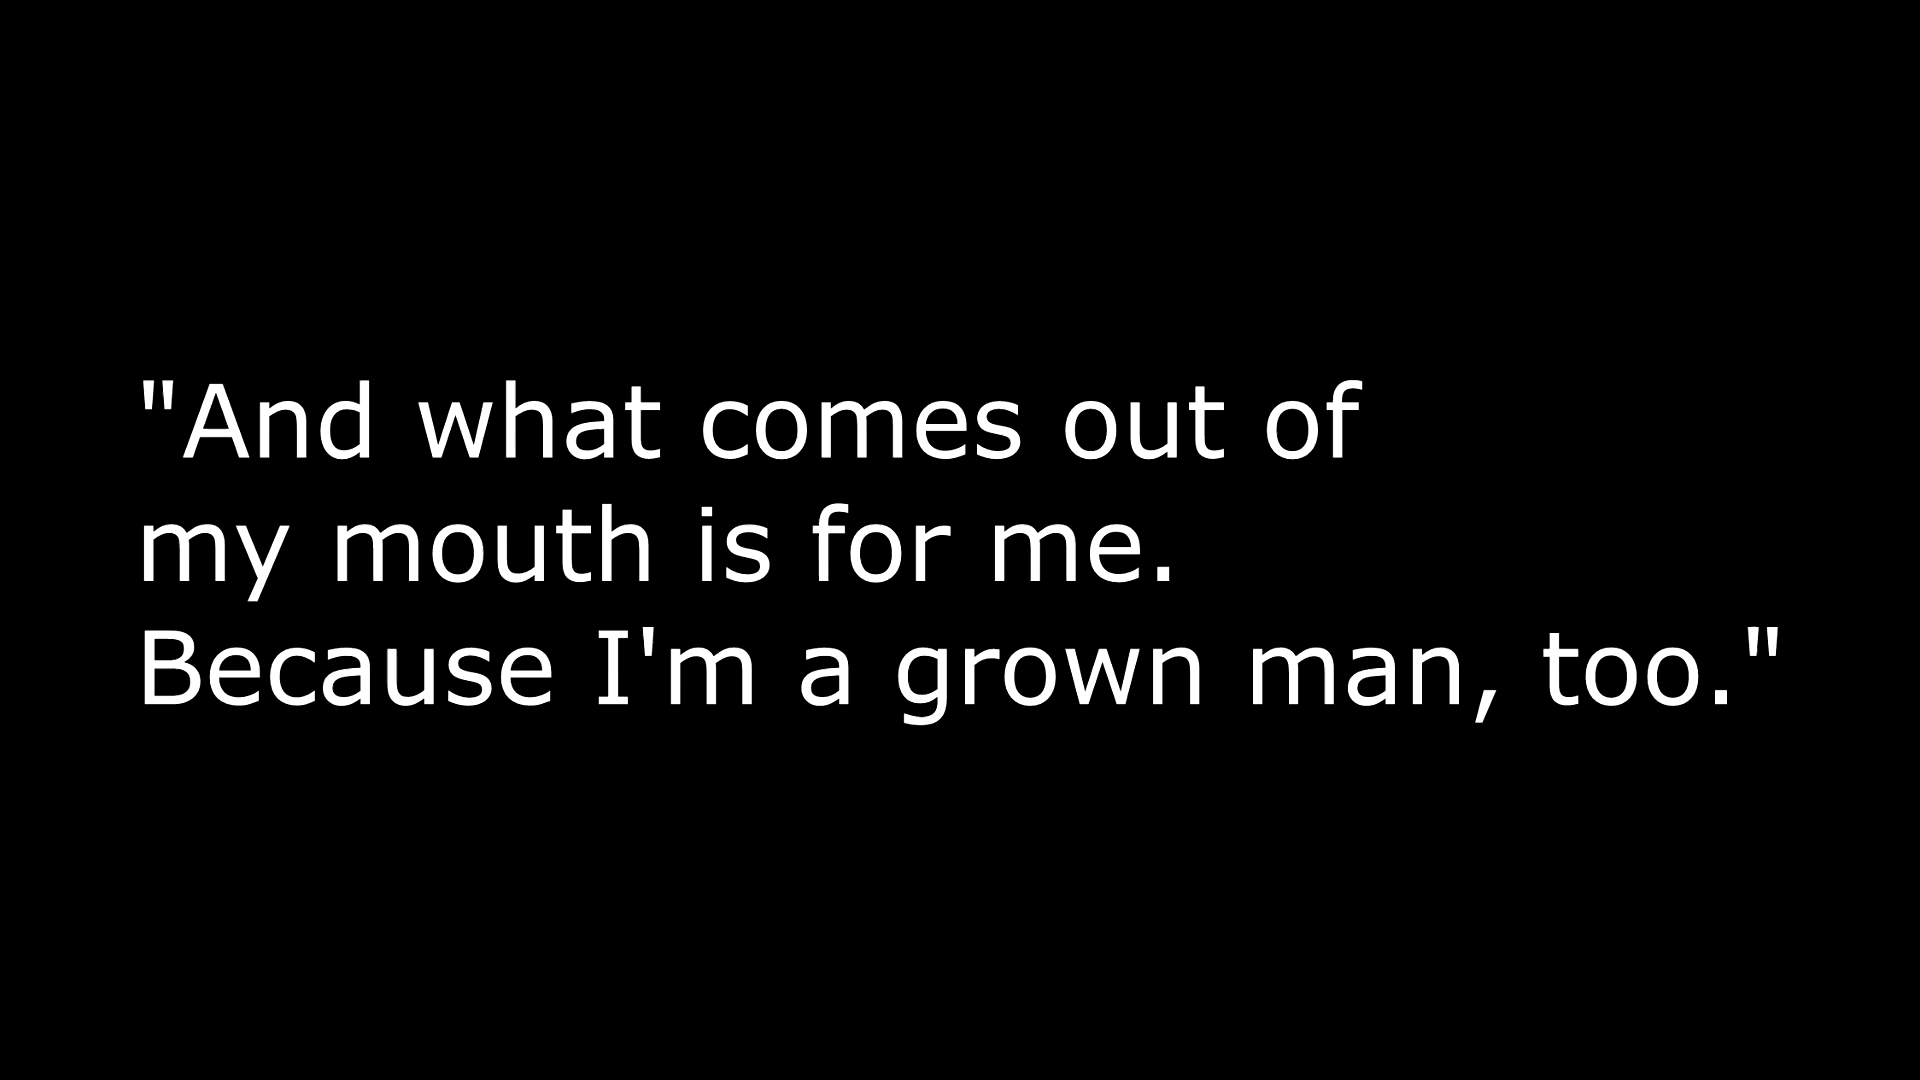 "And what comes out of
my mouth is for me.
Because I'm a grown man, too."